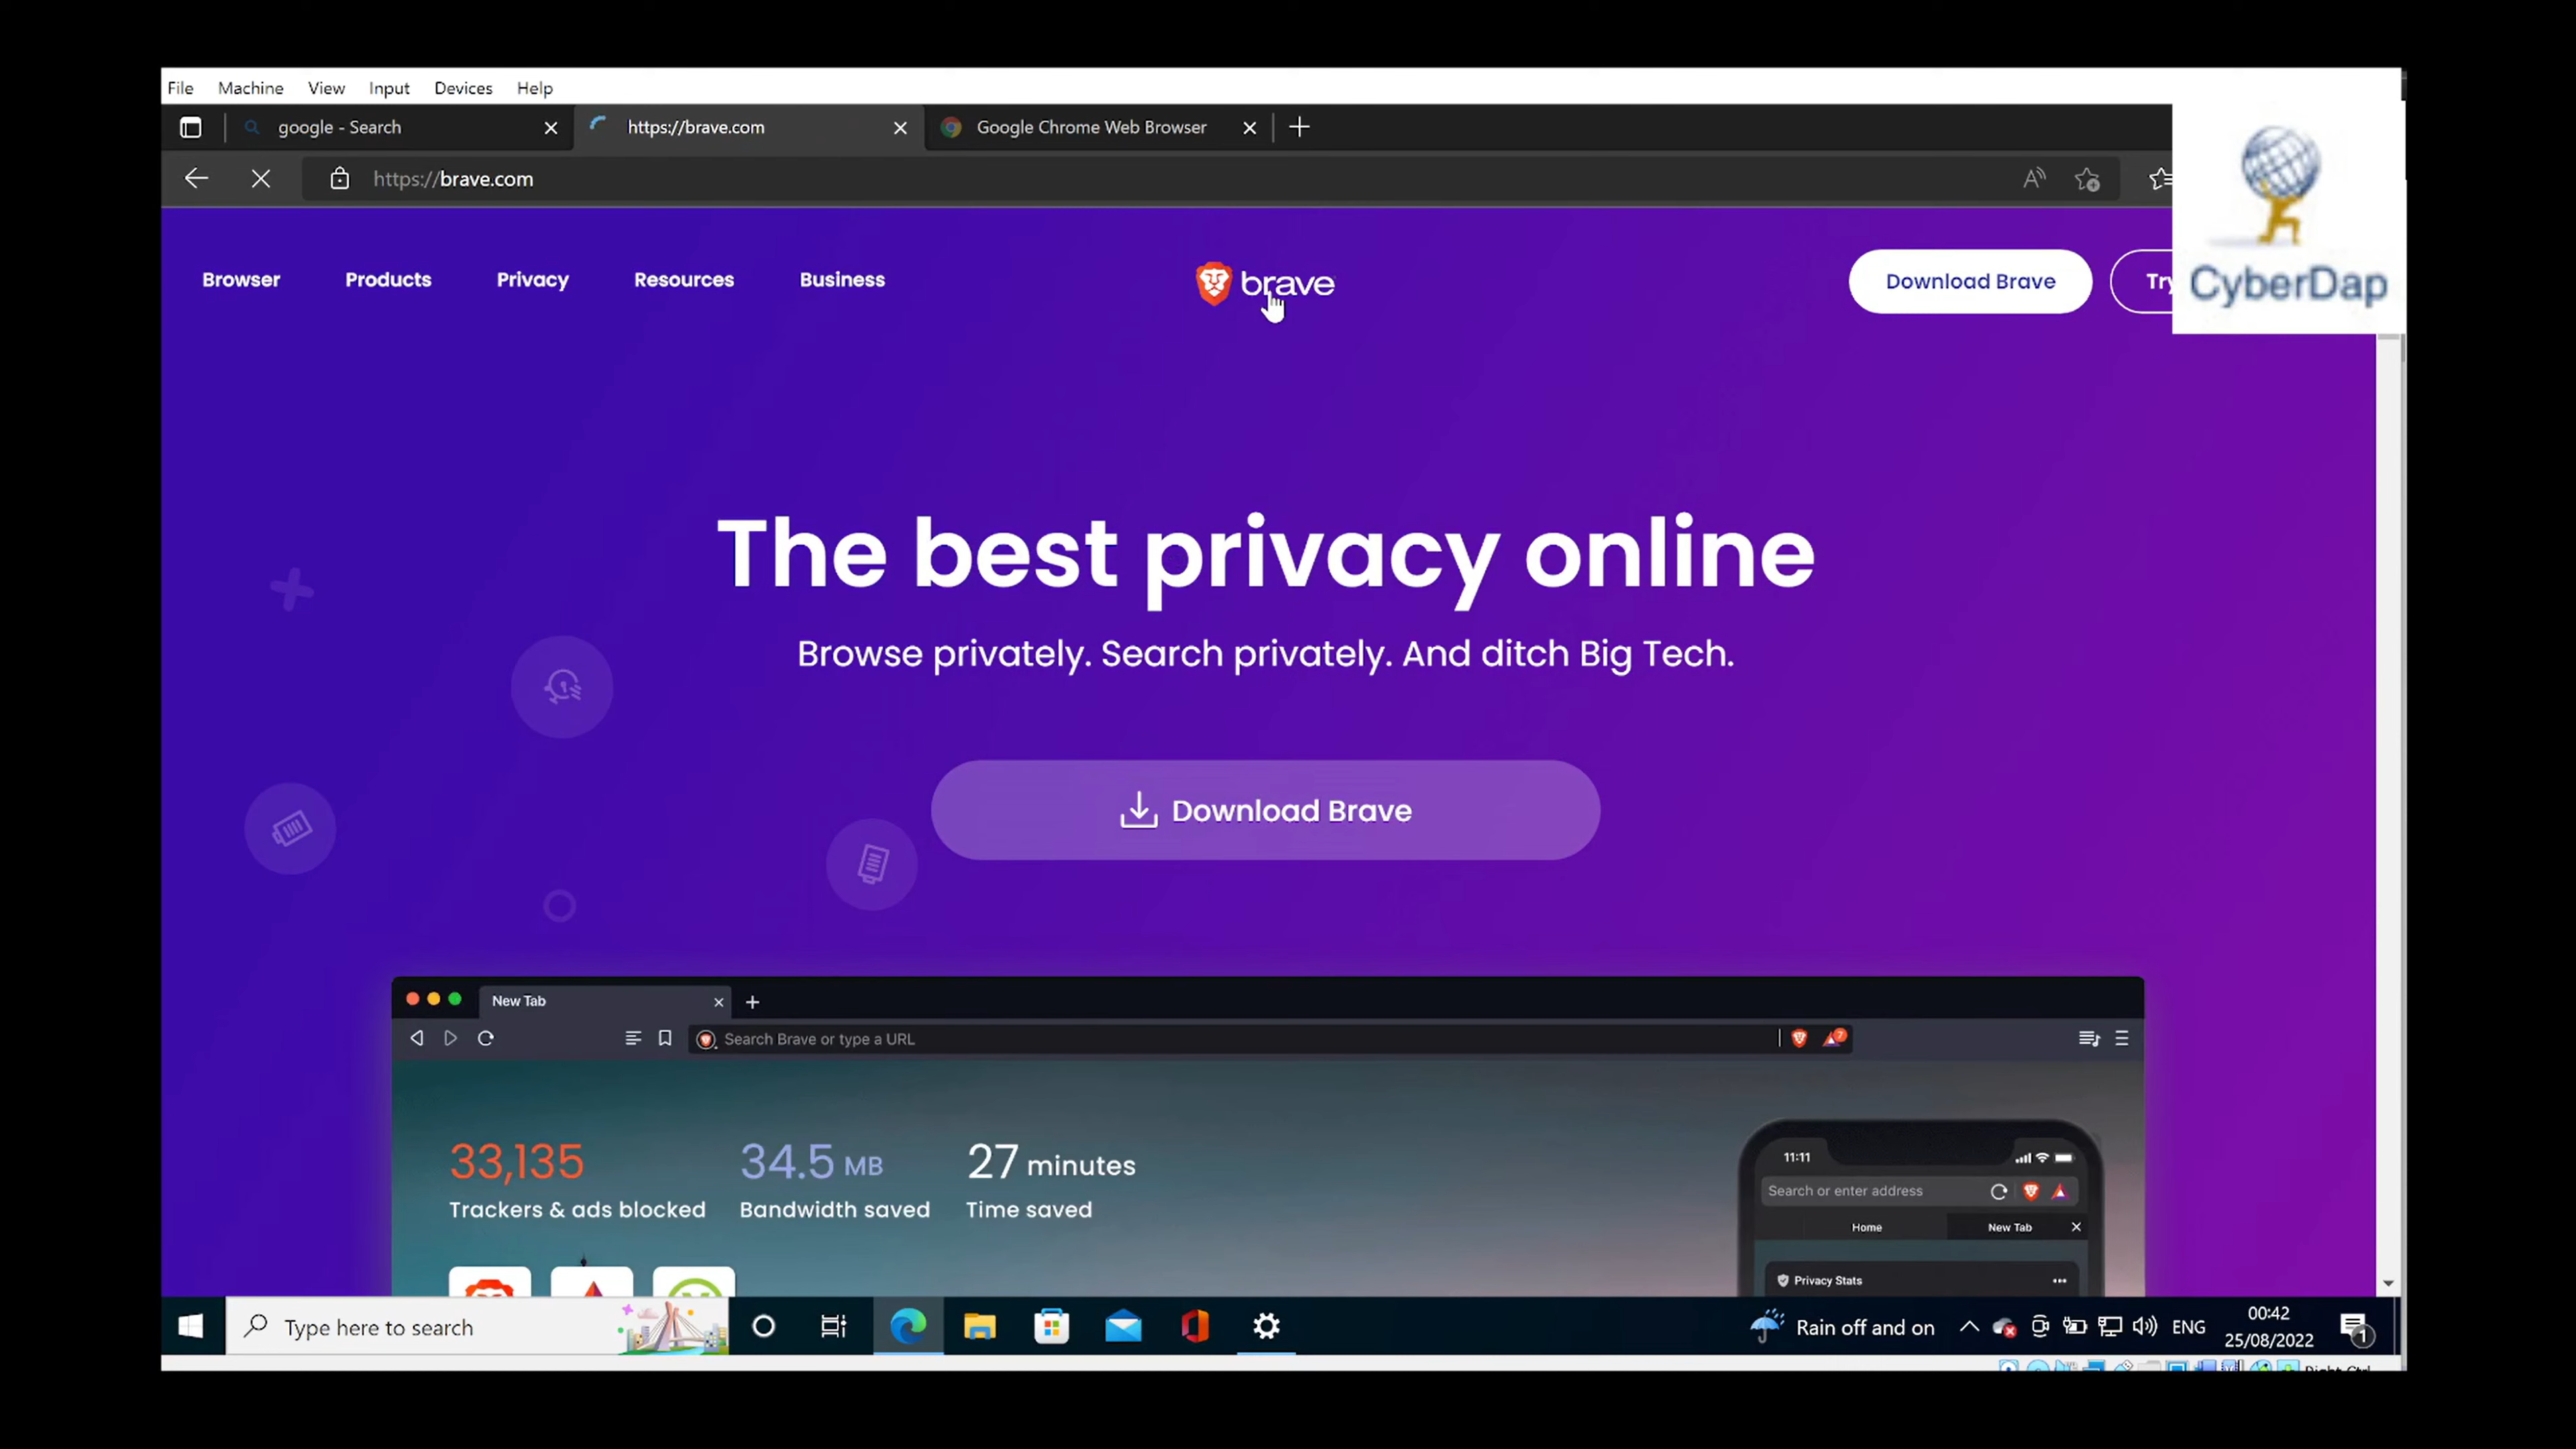 File Machine View Input Devices Help
google - Search https://brave.com Google Chrome Web Browser
https://brave.com
CyberDap
Browser Products Privacy Resources Business brave Download Brave Try
The best privacy online
Browse privately. Search privately. And ditch Big Tech.
Download Brave
New Tab
Search Brave or type a URL
33,135 34.5 MB 27 minutes
Trackers & ads blocked Bandwidth saved Time saved
11:11
Search or enter address
Home New Tab
Privacy Stats
Type here to search Rain off and on ENG 00:42
25/08/2022
1